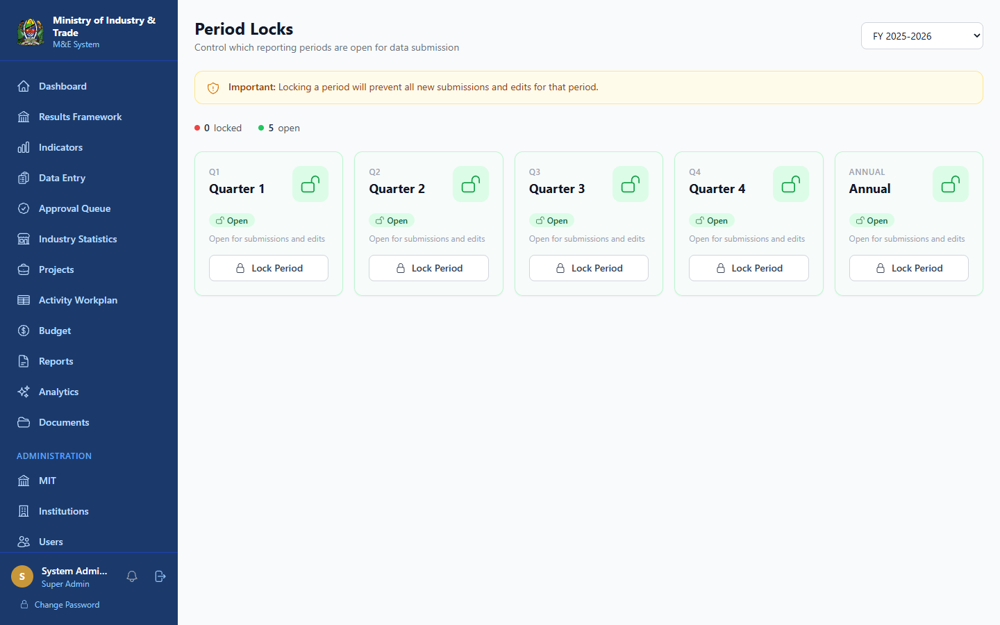 Ministry of Industry &
Trade
M&E System
Dashboard
Results Framework
Indicators
Data Entry
Approval Queue
Industry Statistics
Projects
Activity Workplan
Budget
Reports
Analytics
Documents
ADMINISTRATION
MIT
Institutions
Users
S
System Admi...
Super Admin
Change Password
Period Locks
Control which reporting periods are open for data submission
FY 2025-2026
Important: Locking a period will prevent all new submissions and edits for that period.
0 locked
5 open
Q1
Quarter 1
Open
Open for submissions and edits
Lock Period
Q2
Quarter 2
Open
Open for submissions and edits
Lock Period
Q3
Quarter 3
Open
Open for submissions and edits
Lock Period
Q4
Quarter 4
Open
Open for submissions and edits
Lock Period
ANNUAL
Annual
Open
Open for submissions and edits
Lock Period